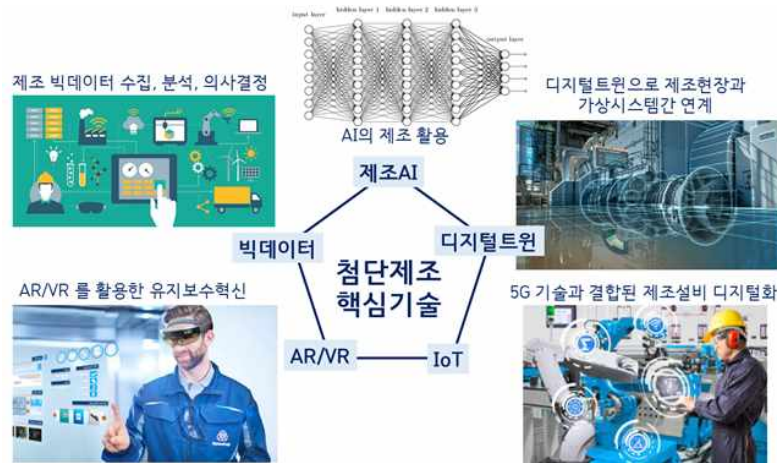 input layer
hidden layer 1 hidden layer 2 hidden layer 3
output layer
제조 빅데이터 수집, 분석, 의사결정
AI의 제조 활용
디지털트윈으로 제조현장과
가상시스템간 연계
제조AI
빅데이터
디지털트윈
첨단제조
핵심기술
AR/VR
IoT
AR/VR 를 활용한 유지보수혁신
5G 기술과 결합된 제조설비 디지털화